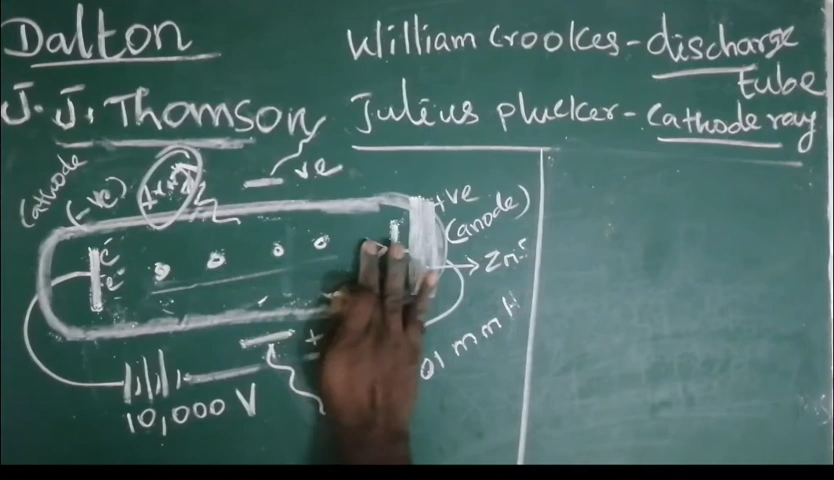 Dalton
William Crookes - discharge
tube
J. J. Thomson
Julius plucker - Cathode ray
Cathode
(-ve)
-ve
+ve
(anode)
e-
e-
ZnS
+
01 mm H
10,000 V